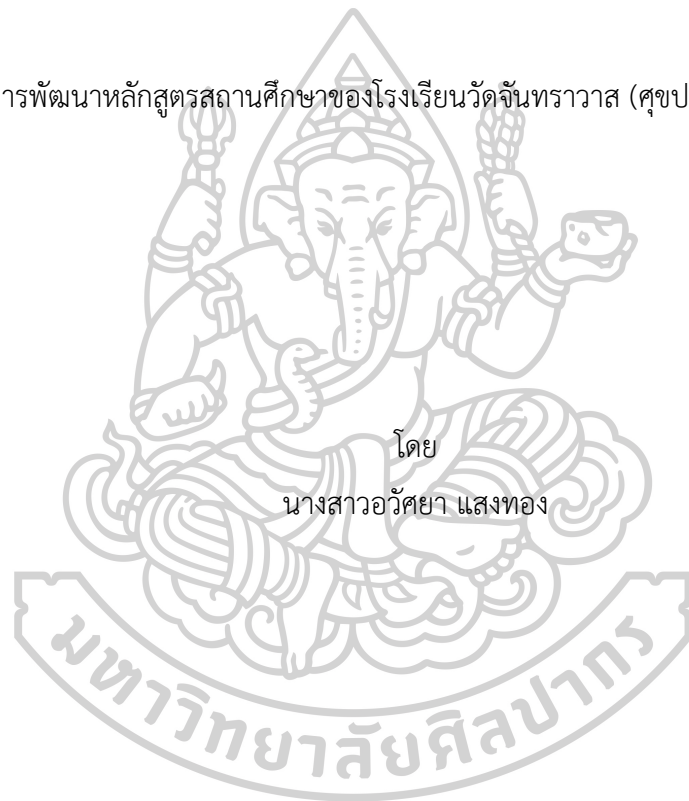 ารพัฒนาหลักสูตรสถานศึกษาของโรงเรียนวัดจันทราวาส (ศุขป
โดย
นางสาวอวัศยา แสงทอง
มหาวิทยาลัยศิลปากร